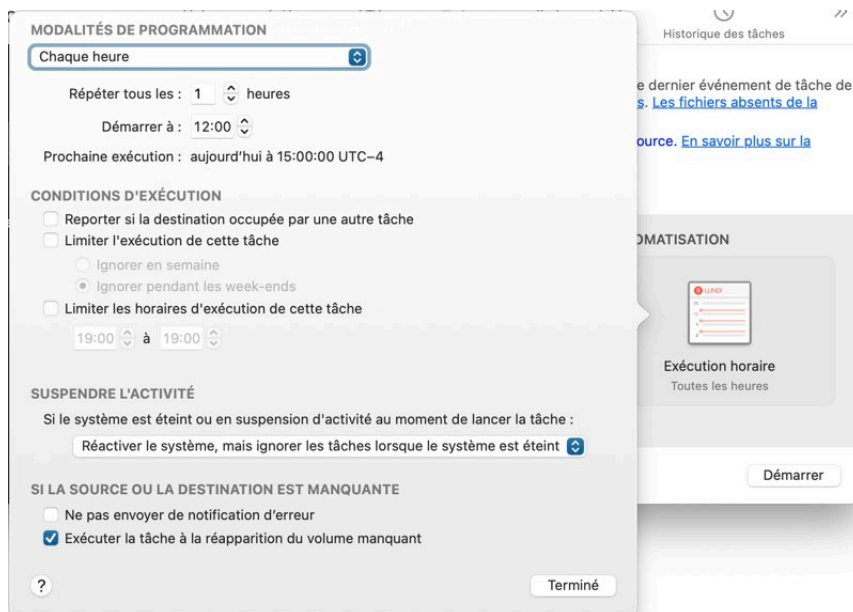 MODALITÉS DE PROGRAMMATION
Chaque heure
Répéter tous les : 1 heures
Démarrer à : 12:00
Prochaine exécution : aujourd'hui à 15:00:00 UTC−4
CONDITIONS D'EXÉCUTION
Reporter si la destination occupée par une autre tâche
Limiter l'exécution de cette tâche
Ignorer en semaine
Ignorer pendant les week-ends
Limiter les horaires d'exécution de cette tâche
19:00 à 19:00
SUSPENDRE L'ACTIVITÉ
Si le système est éteint ou en suspension d'activité au moment de lancer la tâche :
Réactiver le système, mais ignorer les tâches lorsque le système est éteint
SI LA SOURCE OU LA DESTINATION EST MANQUANTE
Ne pas envoyer de notification d'erreur
Exécuter la tâche à la réapparition du volume manquant
? Terminé
Historique des tâches
e dernier événement de tâche de
s. Les fichiers absents de la
ource. En savoir plus sur la
OMATISATION
LUNDI
Exécution horaire
Toutes les heures
Démarrer